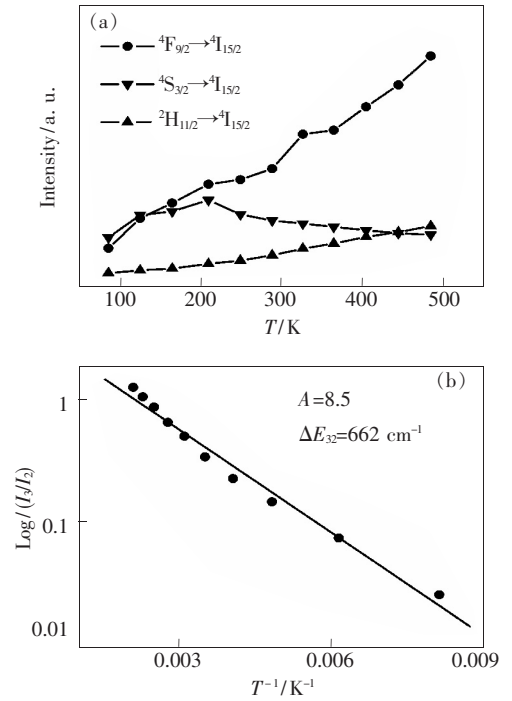 (a)
⁴F₉/₂→⁴I₁₅/₂
⁴S₃/₂→⁴I₁₅/₂
²H₁₁/₂→⁴I₁₅/₂
Intensity/a. u.
100 200 300 400 500
T/K
(b)
A=8.5
ΔE₃₂=662 cm⁻¹
Log/(I₃/I₂)
1
0.1
0.01
0.003 0.006 0.009
T⁻¹/K⁻¹